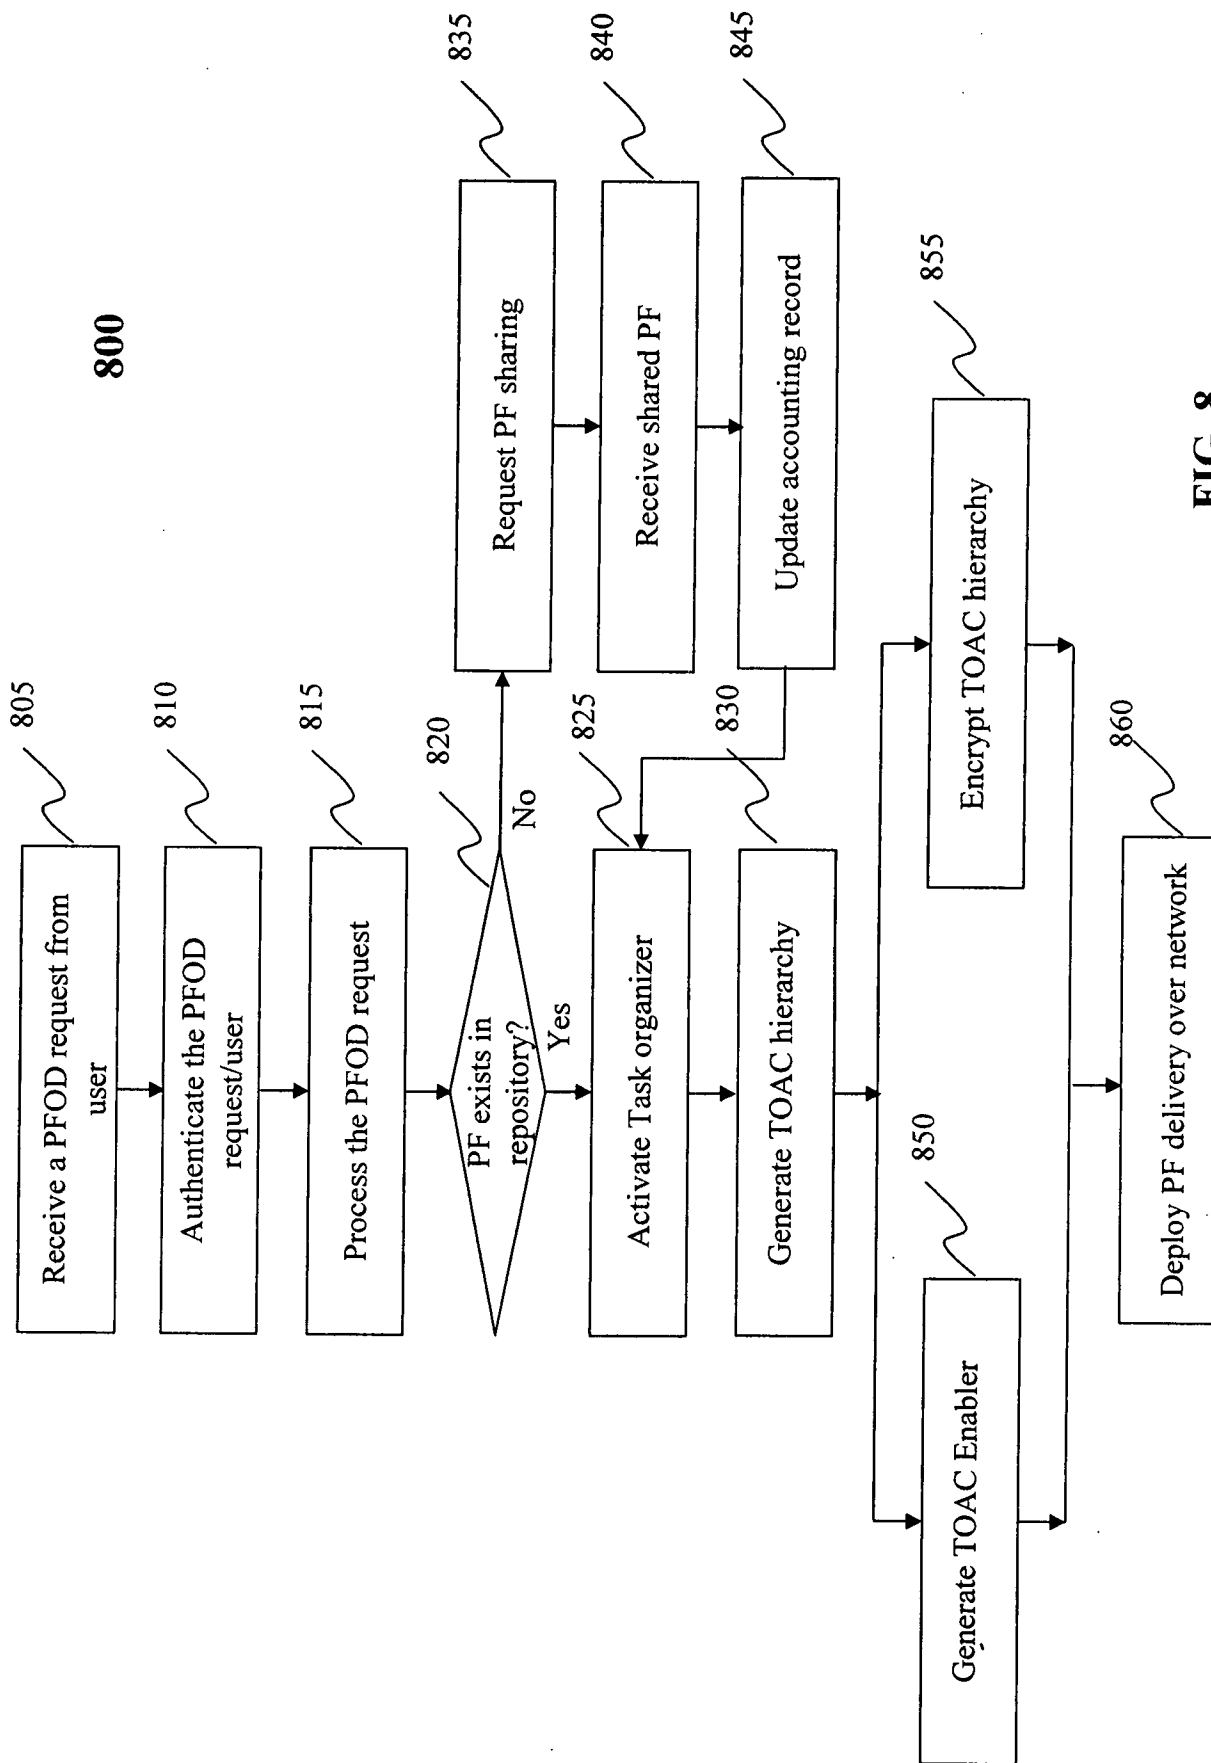 800
805
Receive a PFOD request from
user
810
Authenticate the PFOD
request/user
815
Process the PFOD request
820
PF exists in
repository?
No
Yes
835
Request PF sharing
840
Receive shared PF
845
Update accounting record
825
Activate Task organizer
830
Generate TOAC hierarchy
850
Generate TOAC Enabler
855
Encrypt TOAC hierarchy
860
Deploy PF delivery over network
FIG. 8